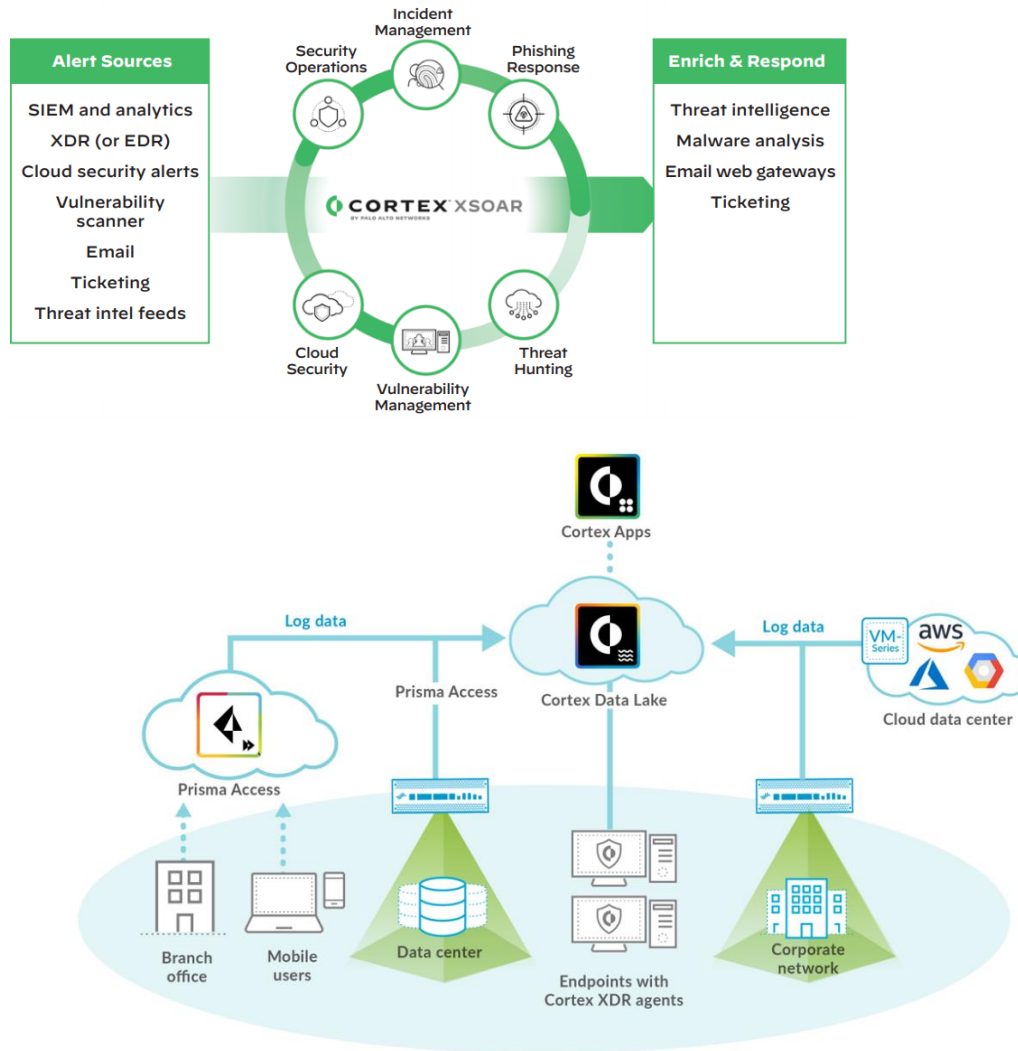 Incident
Management
Security
Operations
Phishing
Response
Alert Sources
SIEM and analytics
XDR (or EDR)
Cloud security alerts
Vulnerability
scanner
Email
Ticketing
Threat intel feeds
CORTEX XSOAR
BY PALO ALTO NETWORKS
Enrich & Respond
Threat intelligence
Malware analysis
Email web gateways
Ticketing
Cloud
Security
Vulnerability
Management
Threat
Hunting
Cortex Apps
Log data
Log data
VM-
Series
aws
Prisma Access
Cortex Data Lake
Cloud data center
Prisma Access
Branch
office
Mobile
users
Data center
Endpoints with
Cortex XDR agents
Corporate
network